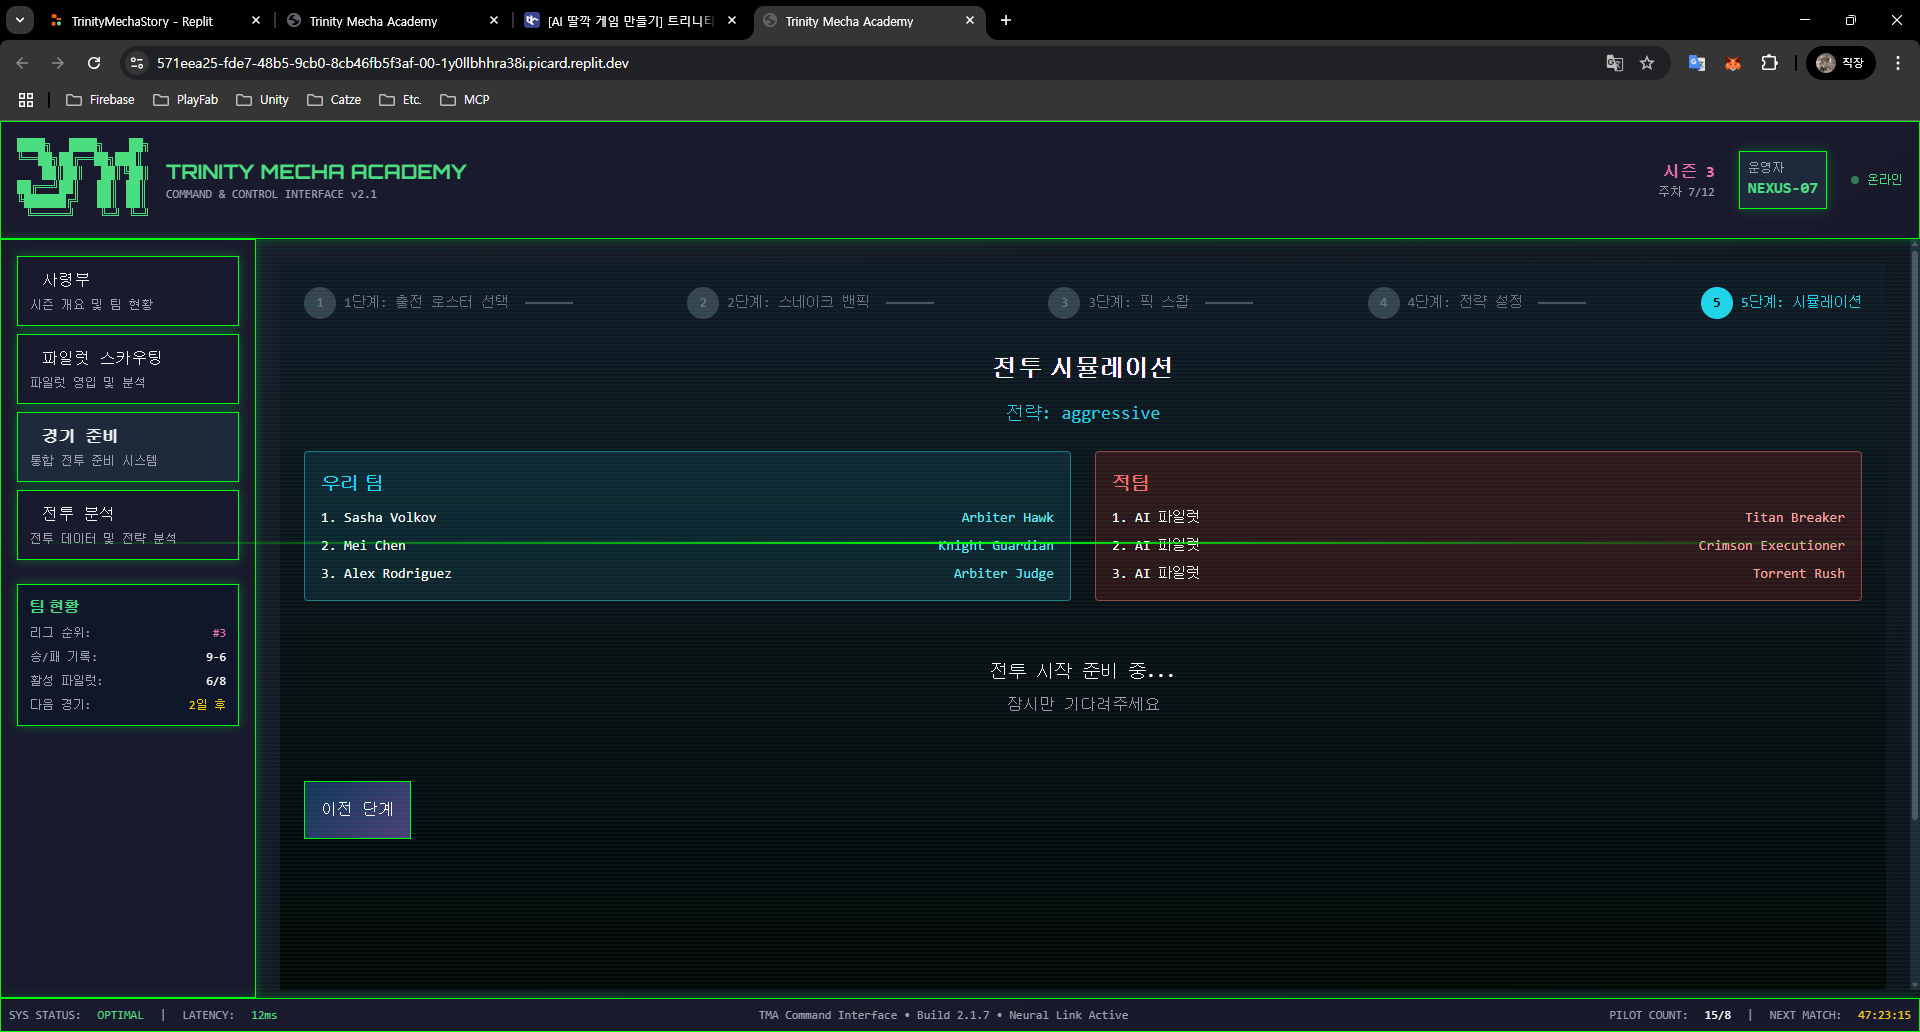 TrinityMechaStory - Replit
Trinity Mecha Academy
[AI 딸깍 게임 만들기] 트리니티
Trinity Mecha Academy
571eea25-fde7-48b5-9cb0-8cb46fb5f3af-00-1y0llbhhra38i.picard.replit.dev
직장
Firebase
PlayFab
Unity
Catze
Etc.
MCP
TRINITY MECHA ACADEMY
COMMAND & CONTROL INTERFACE v2.1
시즌 3
주차 7/12
운영자
NEXUS-07
온라인
사령부
시즌 개요 및 팀 현황
파일럿 스카우팅
파일럿 영입 및 분석
경기 준비
통합 전투 준비 시스템
전투 분석
전투 데이터 및 전략 분석
팀 현황
리그 순위: #3
승/패 기록: 9-6
활성 파일럿: 6/8
다음 경기: 2일 후
1 1단계: 출전 로스터 선택
2 2단계: 스네이크 밴픽
3 3단계: 픽 스왑
4 4단계: 전략 설정
5 5단계: 시뮬레이션
전투 시뮬레이션
전략: aggressive
우리 팀
1. Sasha Volkov Arbiter Hawk
2. Mei Chen Knight Guardian
3. Alex Rodriguez Arbiter Judge
적팀
1. AI 파일럿 Titan Breaker
2. AI 파일럿 Crimson Executioner
3. AI 파일럿 Torrent Rush
전투 시작 준비 중...
잠시만 기다려주세요
이전 단계
SYS STATUS: OPTIMAL | LATENCY: 12ms
TMA Command Interface • Build 2.1.7 • Neural Link Active
PILOT COUNT: 15/8 | NEXT MATCH: 47:23:15